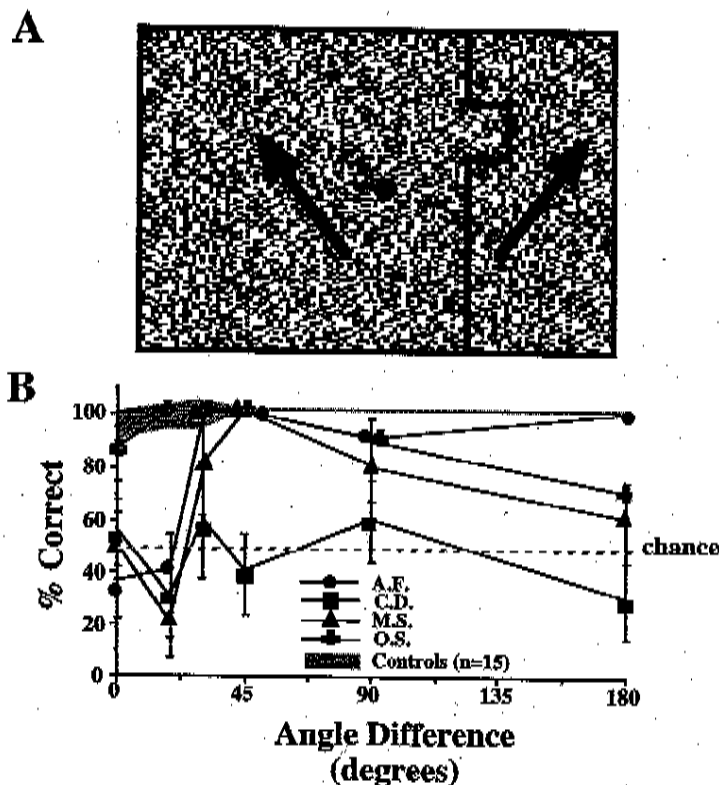 A
B
100
80
60
40
20
0
% Correct
chance
A.F.
C.D.
M.S.
O.S.
Controls (n=15)
0
45
90
135
180
Angle Difference
(degrees)